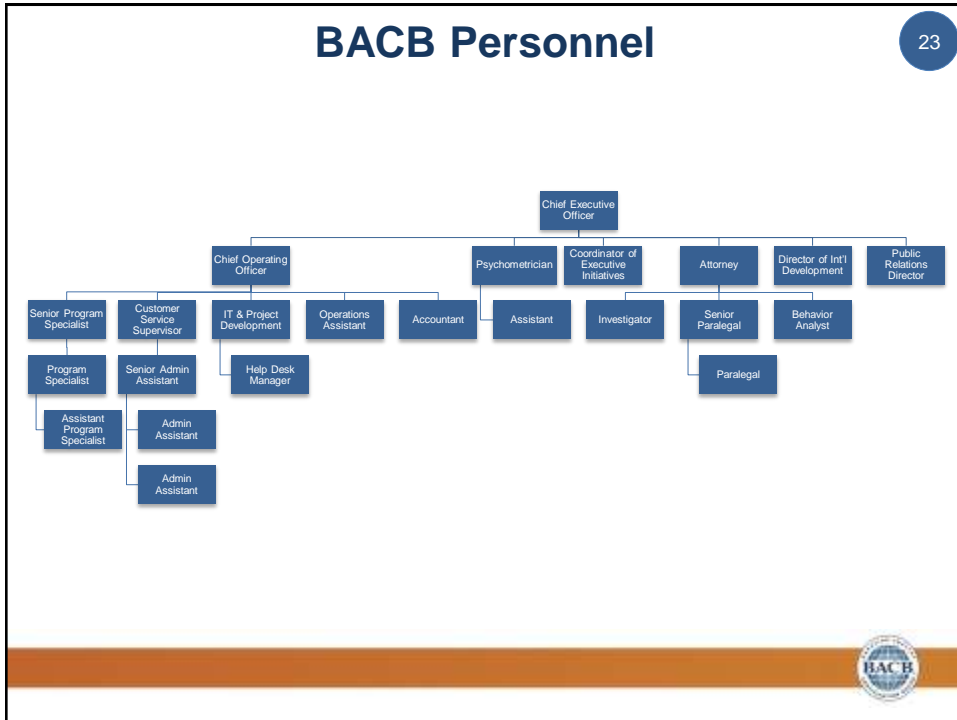 BACB Personnel
23
Chief Executive
Officer
Chief Operating
Officer
Psychometrician
Coordinator of
Executive
Initiatives
Attorney
Director of Int'l
Development
Public
Relations
Director
Senior Program
Specialist
Customer
Service
Supervisor
IT & Project
Development
Operations
Assistant
Accountant
Assistant
Investigator
Senior
Paralegal
Behavior
Analyst
Program
Specialist
Senior Admin
Assistant
Help Desk
Manager
Paralegal
Assistant
Program
Specialist
Admin
Assistant
Admin
Assistant
BACB